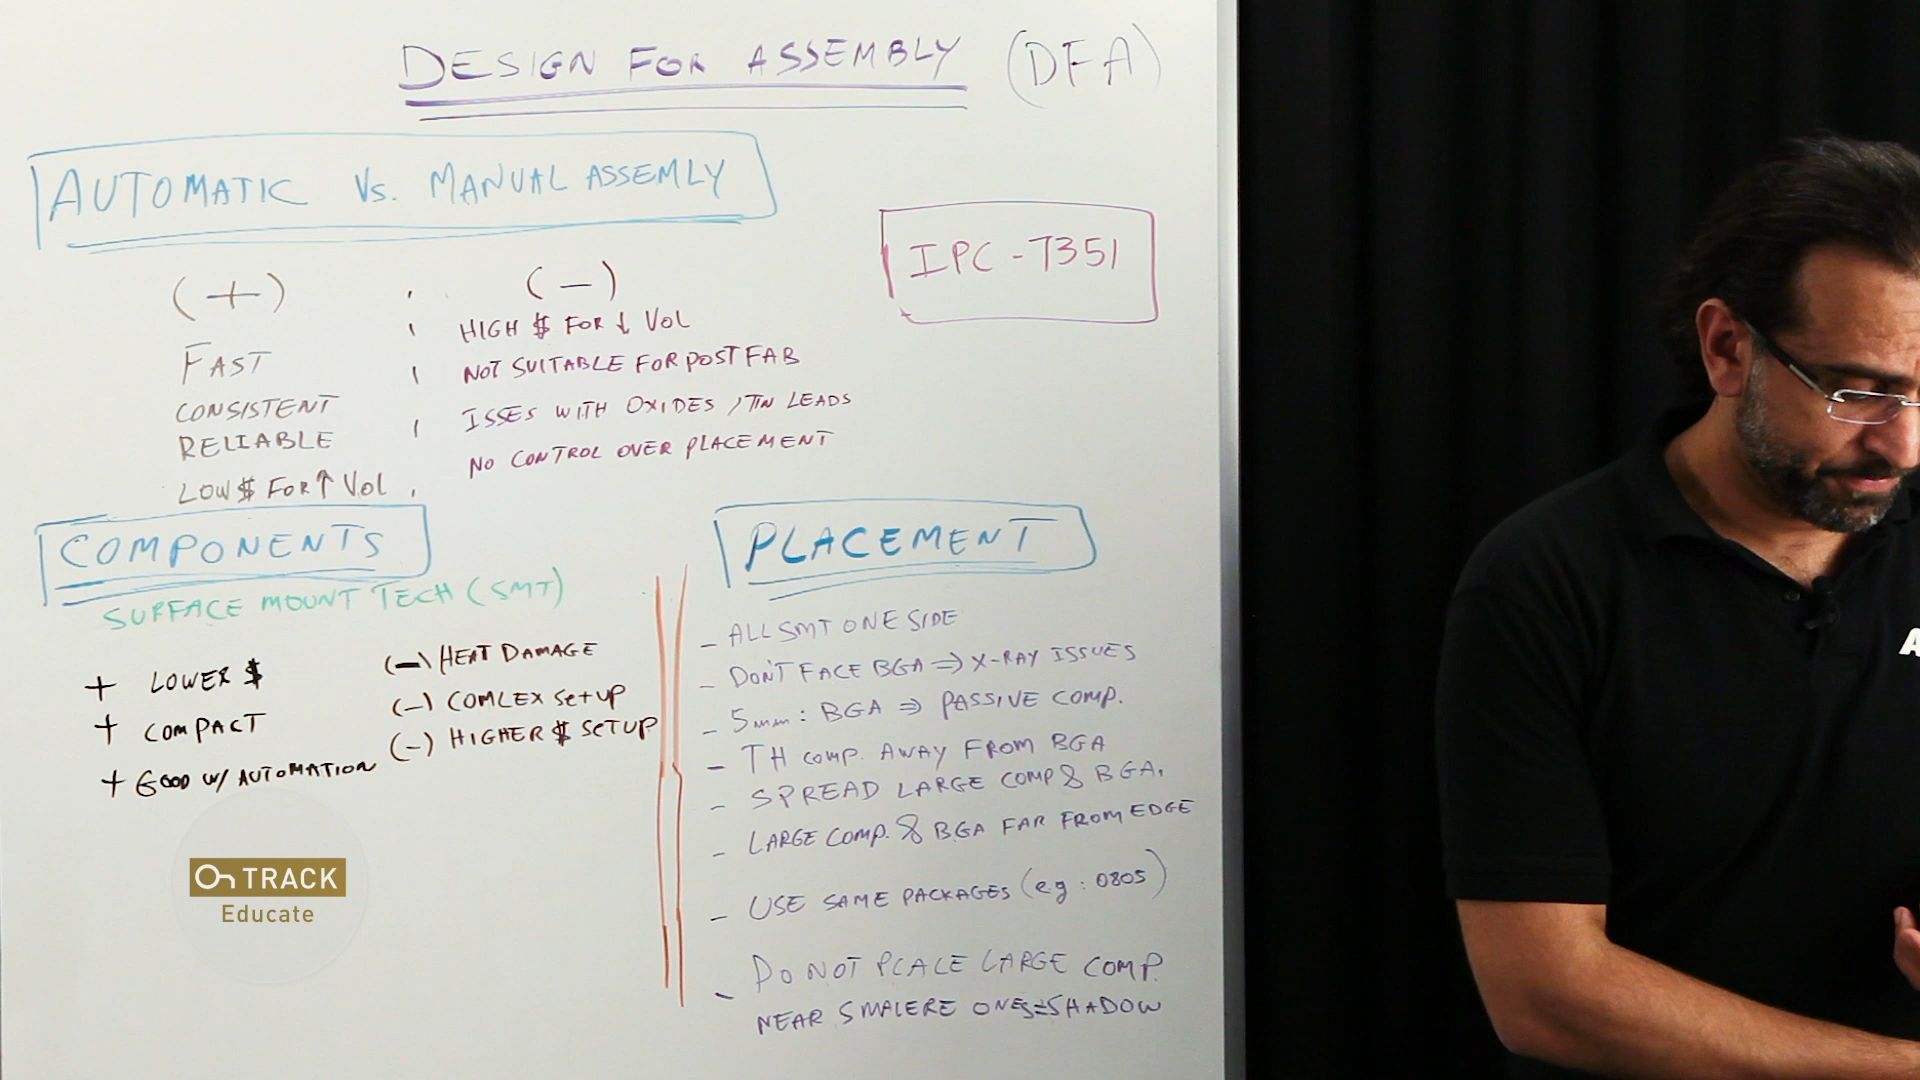 DESIGN FOR ASSEMBLY (DFA)
AUTOMATIC VS. MANUAL ASSEMLY
IPC-7351
(+)
(-)
FAST
CONSISTENT
RELIABLE
LOW $ FOR ↑ VOL
HIGH $ FOR ↓ VOL
NOT SUITABLE FOR POST FAB
ISSES WITH OXIDES / TIN LEADS
NO CONTROL OVER PLACEMENT
COMPONENTS
SURFACE MOUNT TECH (SMT)
+ LOWER $
+ COMPACT
+ GOOD W/ AUTOMATION
(-) HEAT DAMAGE
(-) COMLEX SETUP
(-) HIGHER $ SETUP
PLACEMENT
- ALL SMT ONE SIDE
- DON'T FACE BGA ⇒ X-RAY ISSUES
- 5mm: BGA ⇒ PASSIVE COMP.
- TH COMP. AWAY FROM BGA
- SPREAD LARGE COMP & BGA.
- LARGE COMP. & BGA FAR FROM EDGE
- USE SAME PACKAGES (eg: 0805)
- DO NOT PLALE LARGE COMP.
NEAR SMALERE ONES=SHADOW
On TRACK
Educate
A